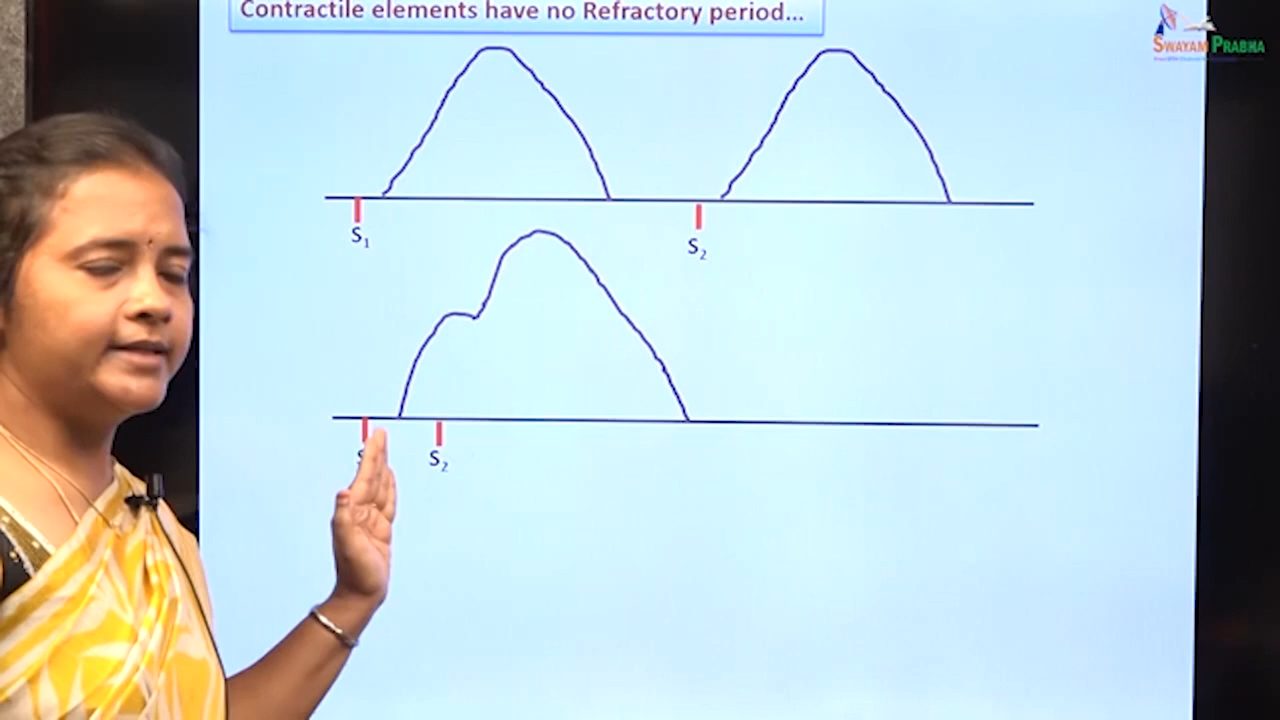 Contractile elements have no Refractory period...
SWAYAM PRABHA
S₁
S₂
S₂